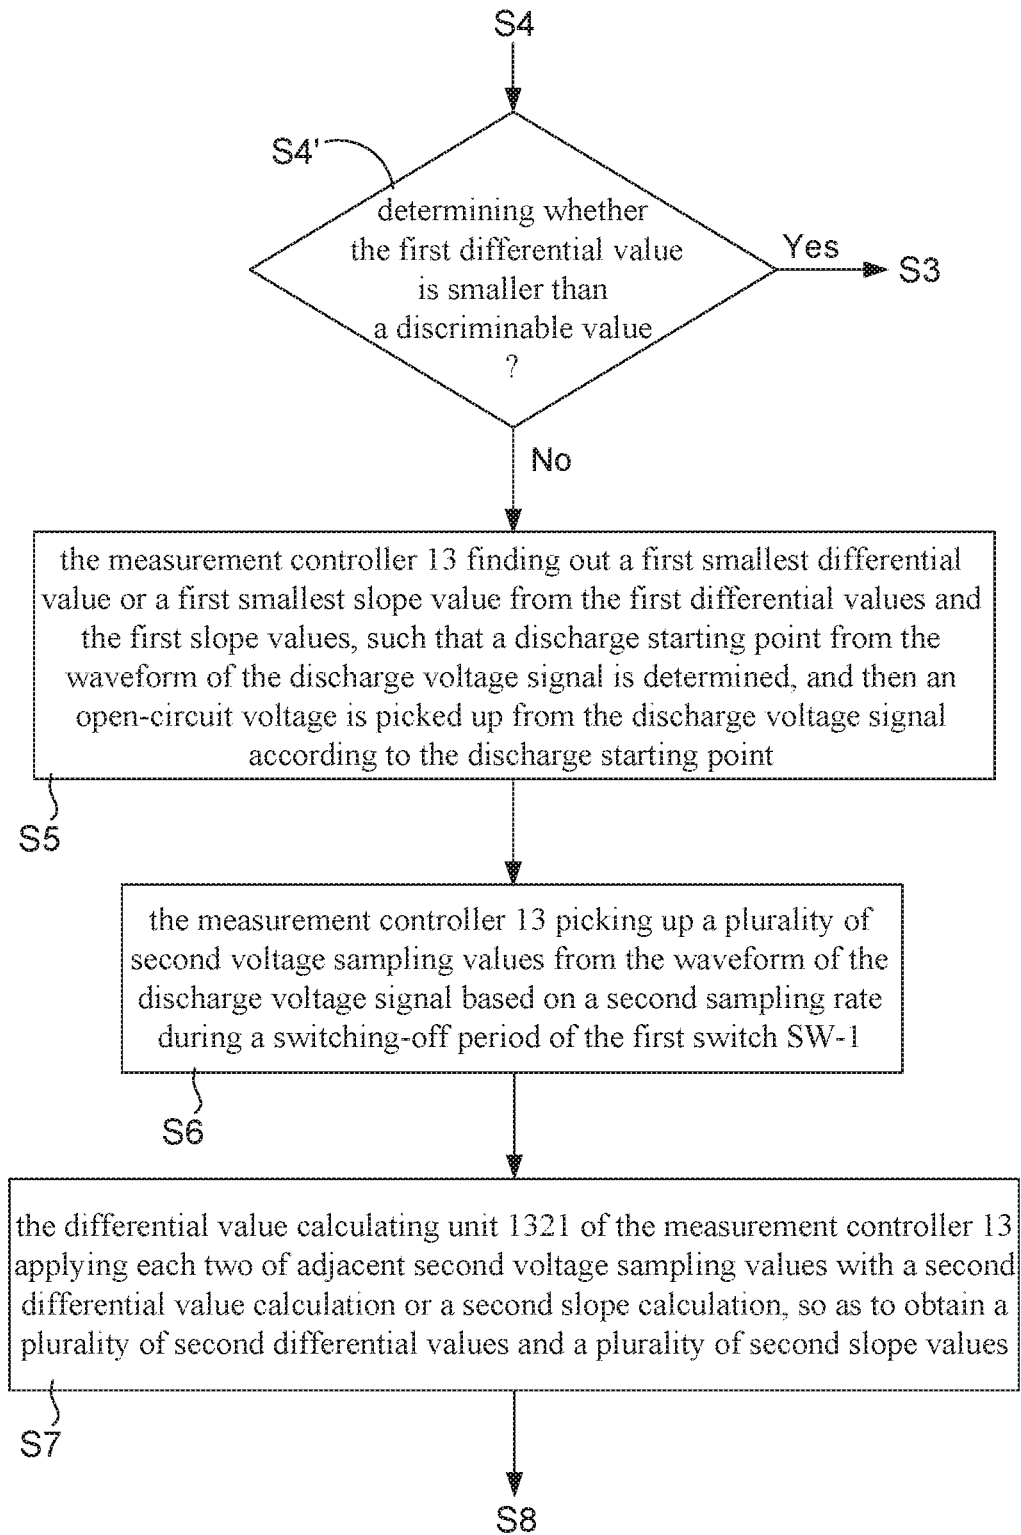 S4
S4'
determining whether
the first differential value
is smaller than
a discriminable value
?
Yes
S3
No
the measurement controller 13 finding out a first smallest differential
value or a first smallest slope value from the first differential values and
the first slope values, such that a discharge starting point from the
waveform of the discharge voltage signal is determined, and then an
open-circuit voltage is picked up from the discharge voltage signal
according to the discharge starting point
S5
the measurement controller 13 picking up a plurality of
second voltage sampling values from the waveform of the
discharge voltage signal based on a second sampling rate
during a switching-off period of the first switch SW-1
S6
the differential value calculating unit 1321 of the measurement controller 13
applying each two of adjacent second voltage sampling values with a second
differential value calculation or a second slope calculation, so as to obtain a
plurality of second differential values and a plurality of second slope values
S7
S8